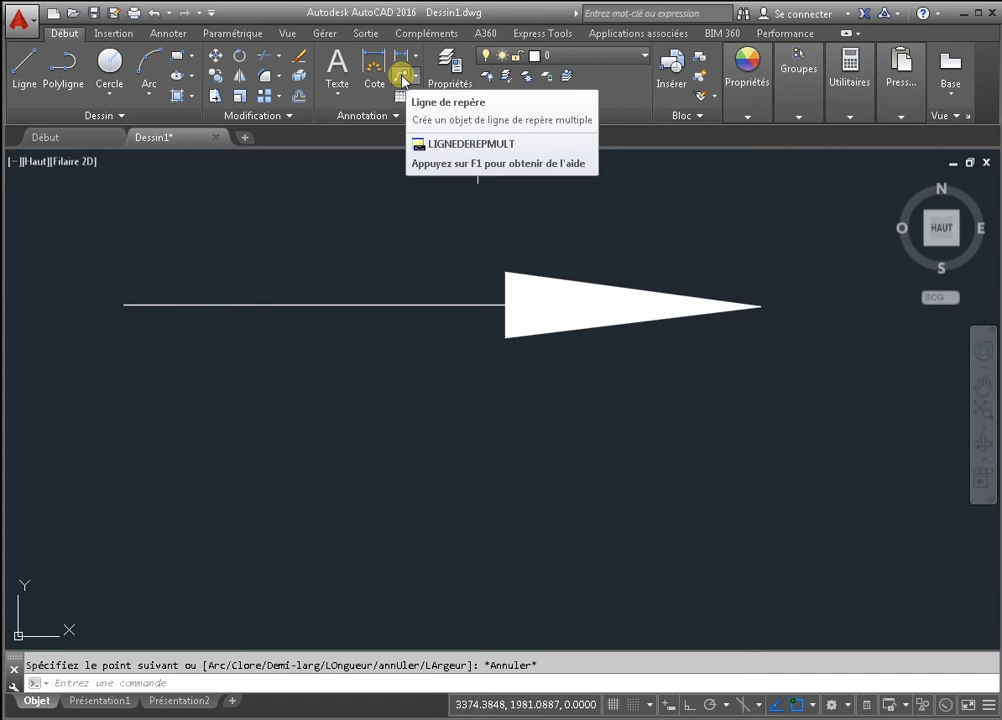 Autodesk AutoCAD 2016 Dessin1.dwg
Entrez mot-clé ou expression
Se connecter
Début Insertion Annoter Paramétrique Vue Gérer Sortie Compléments A360 Express Tools Applications associées BIM 360 Performance
0
Ligne Polyligne Cercle Arc
A Texte Cote
Propriétés
Insérer
Propriétés Groupes Utilitaires Press... Base
Dessin Modification Annotation Bloc Vue
Ligne de repère
Crée un objet de ligne de repère multiple
LIGNEDEREPMULT
Appuyez sur F1 pour obtenir de l'aide
Début Dessin1*
[−][Haut][Filaire 2D]
N
O HAUT E
S
SCG
Y
X
Spécifiez le point suivant ou [Arc/Clore/Demi-larg/LOngueur/annUler/LArgeur]: *Annuler*
Entrez une commande
Objet Présentation1 Présentation2 +
3374.3848, 1981.0887, 0.0000